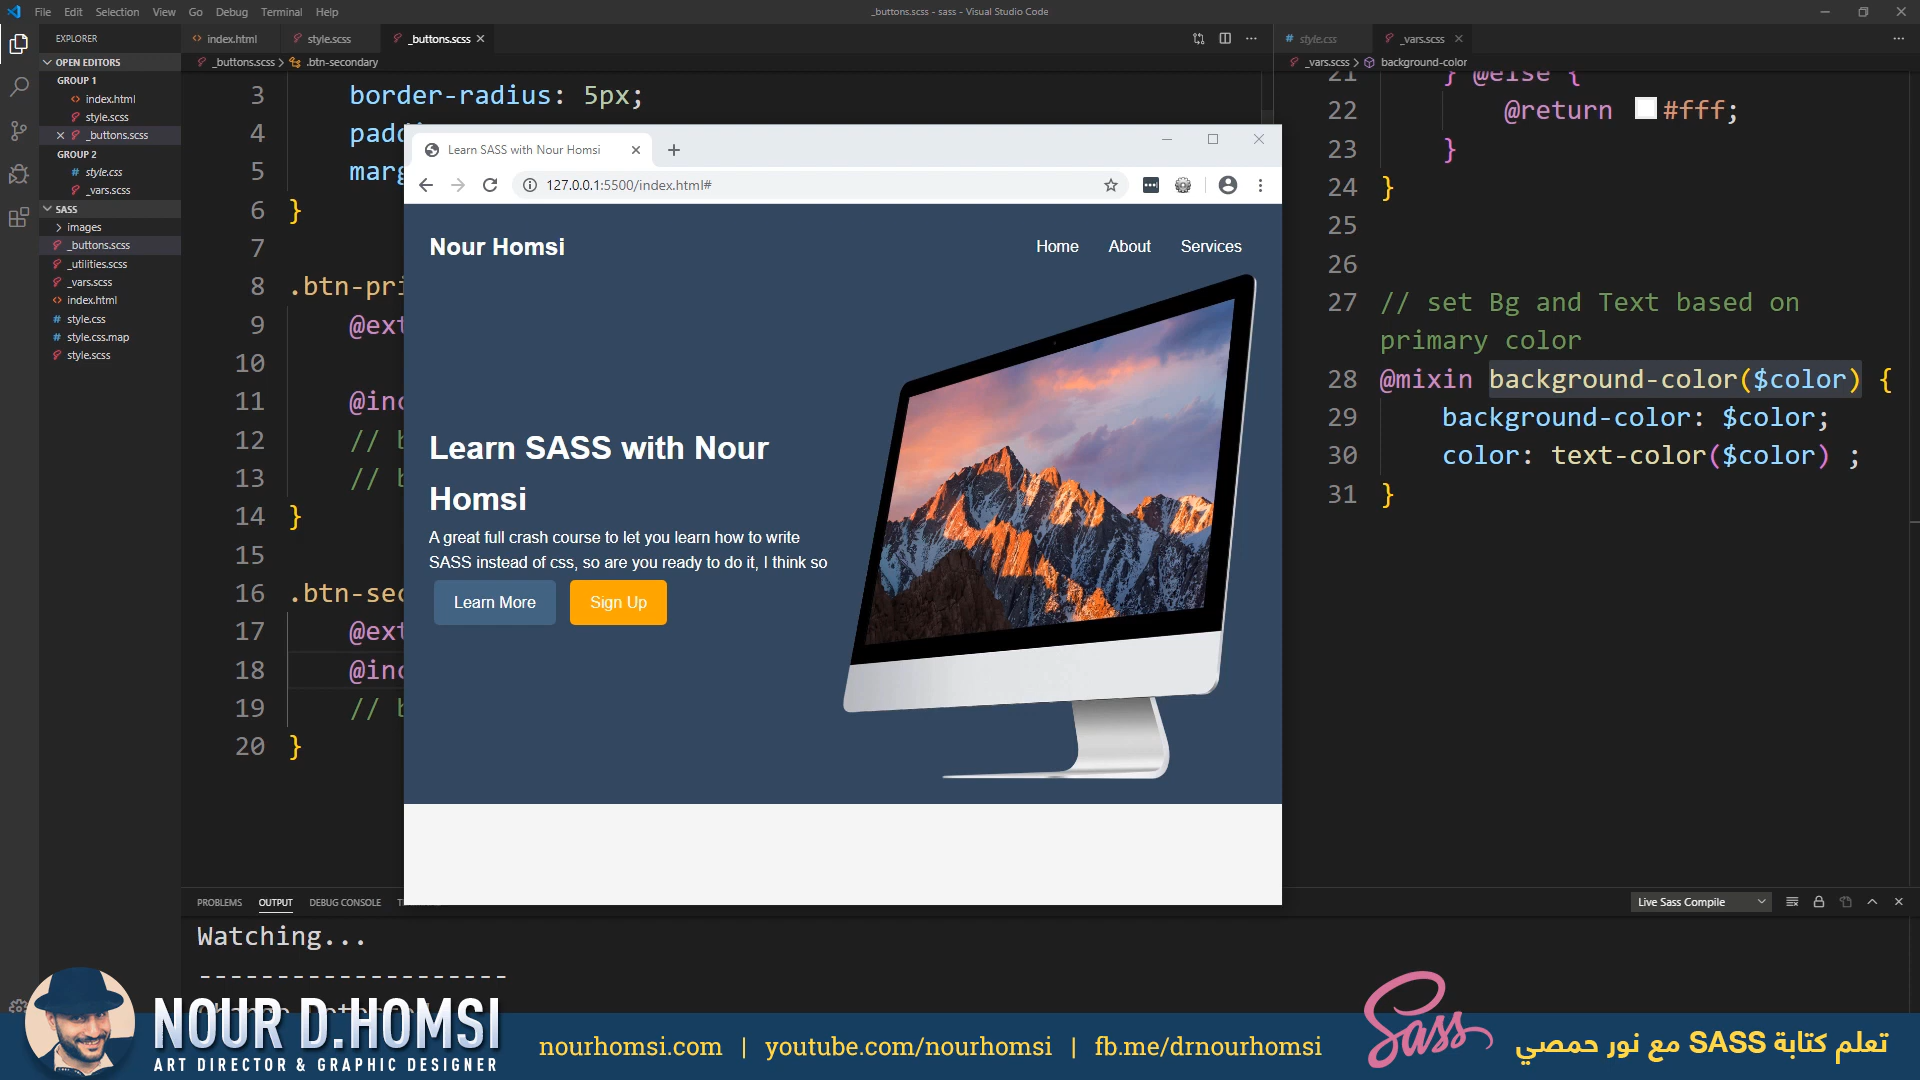 File Edit Selection View Go Debug Terminal Help
_buttons.scss - sass - Visual Studio Code
EXPLORER
OPEN EDITORS
GROUP 1
index.html
style.scss
_buttons.scss
GROUP 2
style.css
_vars.scss
SASS
images
_buttons.scss
_utilities.scss
_vars.scss
index.html
style.css
style.css.map
style.scss
index.html style.scss _buttons.scss
_buttons.scss > .btn-secondary
3 border-radius: 5px;
4
5
6 }
7
8
9
10
11
12 //
13 //
14 }
15
16
17
18
19 //
20 }
Learn SASS with Nour Homsi
127.0.0.1:5500/index.html#
Nour Homsi
Home About Services
Learn SASS with Nour
Homsi
A great full crash course to let you learn how to write
SASS instead of css, so are you ready to do it, I think so
Learn More Sign Up
style.css _vars.scss
_vars.scss > background-color
21 } @else {
22 @return #fff;
23 }
24 }
25
26
27 // set Bg and Text based on
primary color
28 @mixin background-color($color) {
29 background-color: $color;
30 color: text-color($color) ;
31 }
PROBLEMS OUTPUT DEBUG CONSOLE
Live Sass Compile
Watching...
--------------------
NOUR D.HOMSI
ART DIRECTOR & GRAPHIC DESIGNER
nourhomsi.com | youtube.com/nourhomsi | fb.me/drnourhomsi
Sass
تعلم كتابة SASS مع نور حمصي